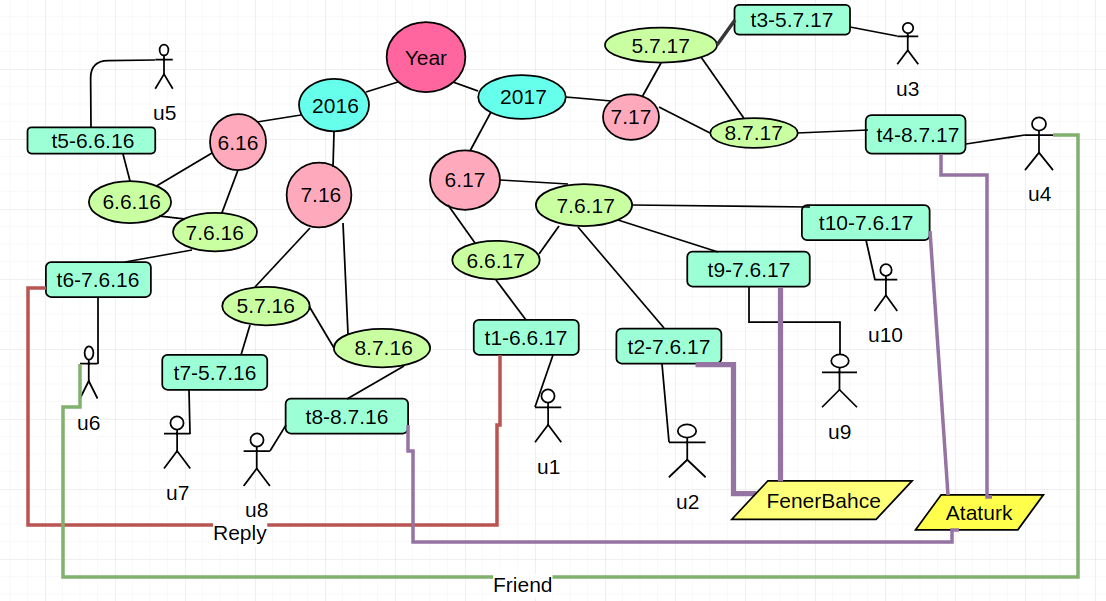 Year
2016
2017
5.7.17
t3-5.7.17
u3
u5
t5-6.6.16
6.16
7.17
8.7.17
t4-8.7.17
u4
6.6.16
7.16
6.17
7.6.17
t10-7.6.17
7.6.16
6.6.17
t9-7.6.17
t6-7.6.16
5.7.16
8.7.16
t1-6.6.17
t2-7.6.17
u10
t7-5.7.16
t8-8.7.16
u6
u9
u7
u8
u1
u2
FenerBahce
Ataturk
Reply
Friend